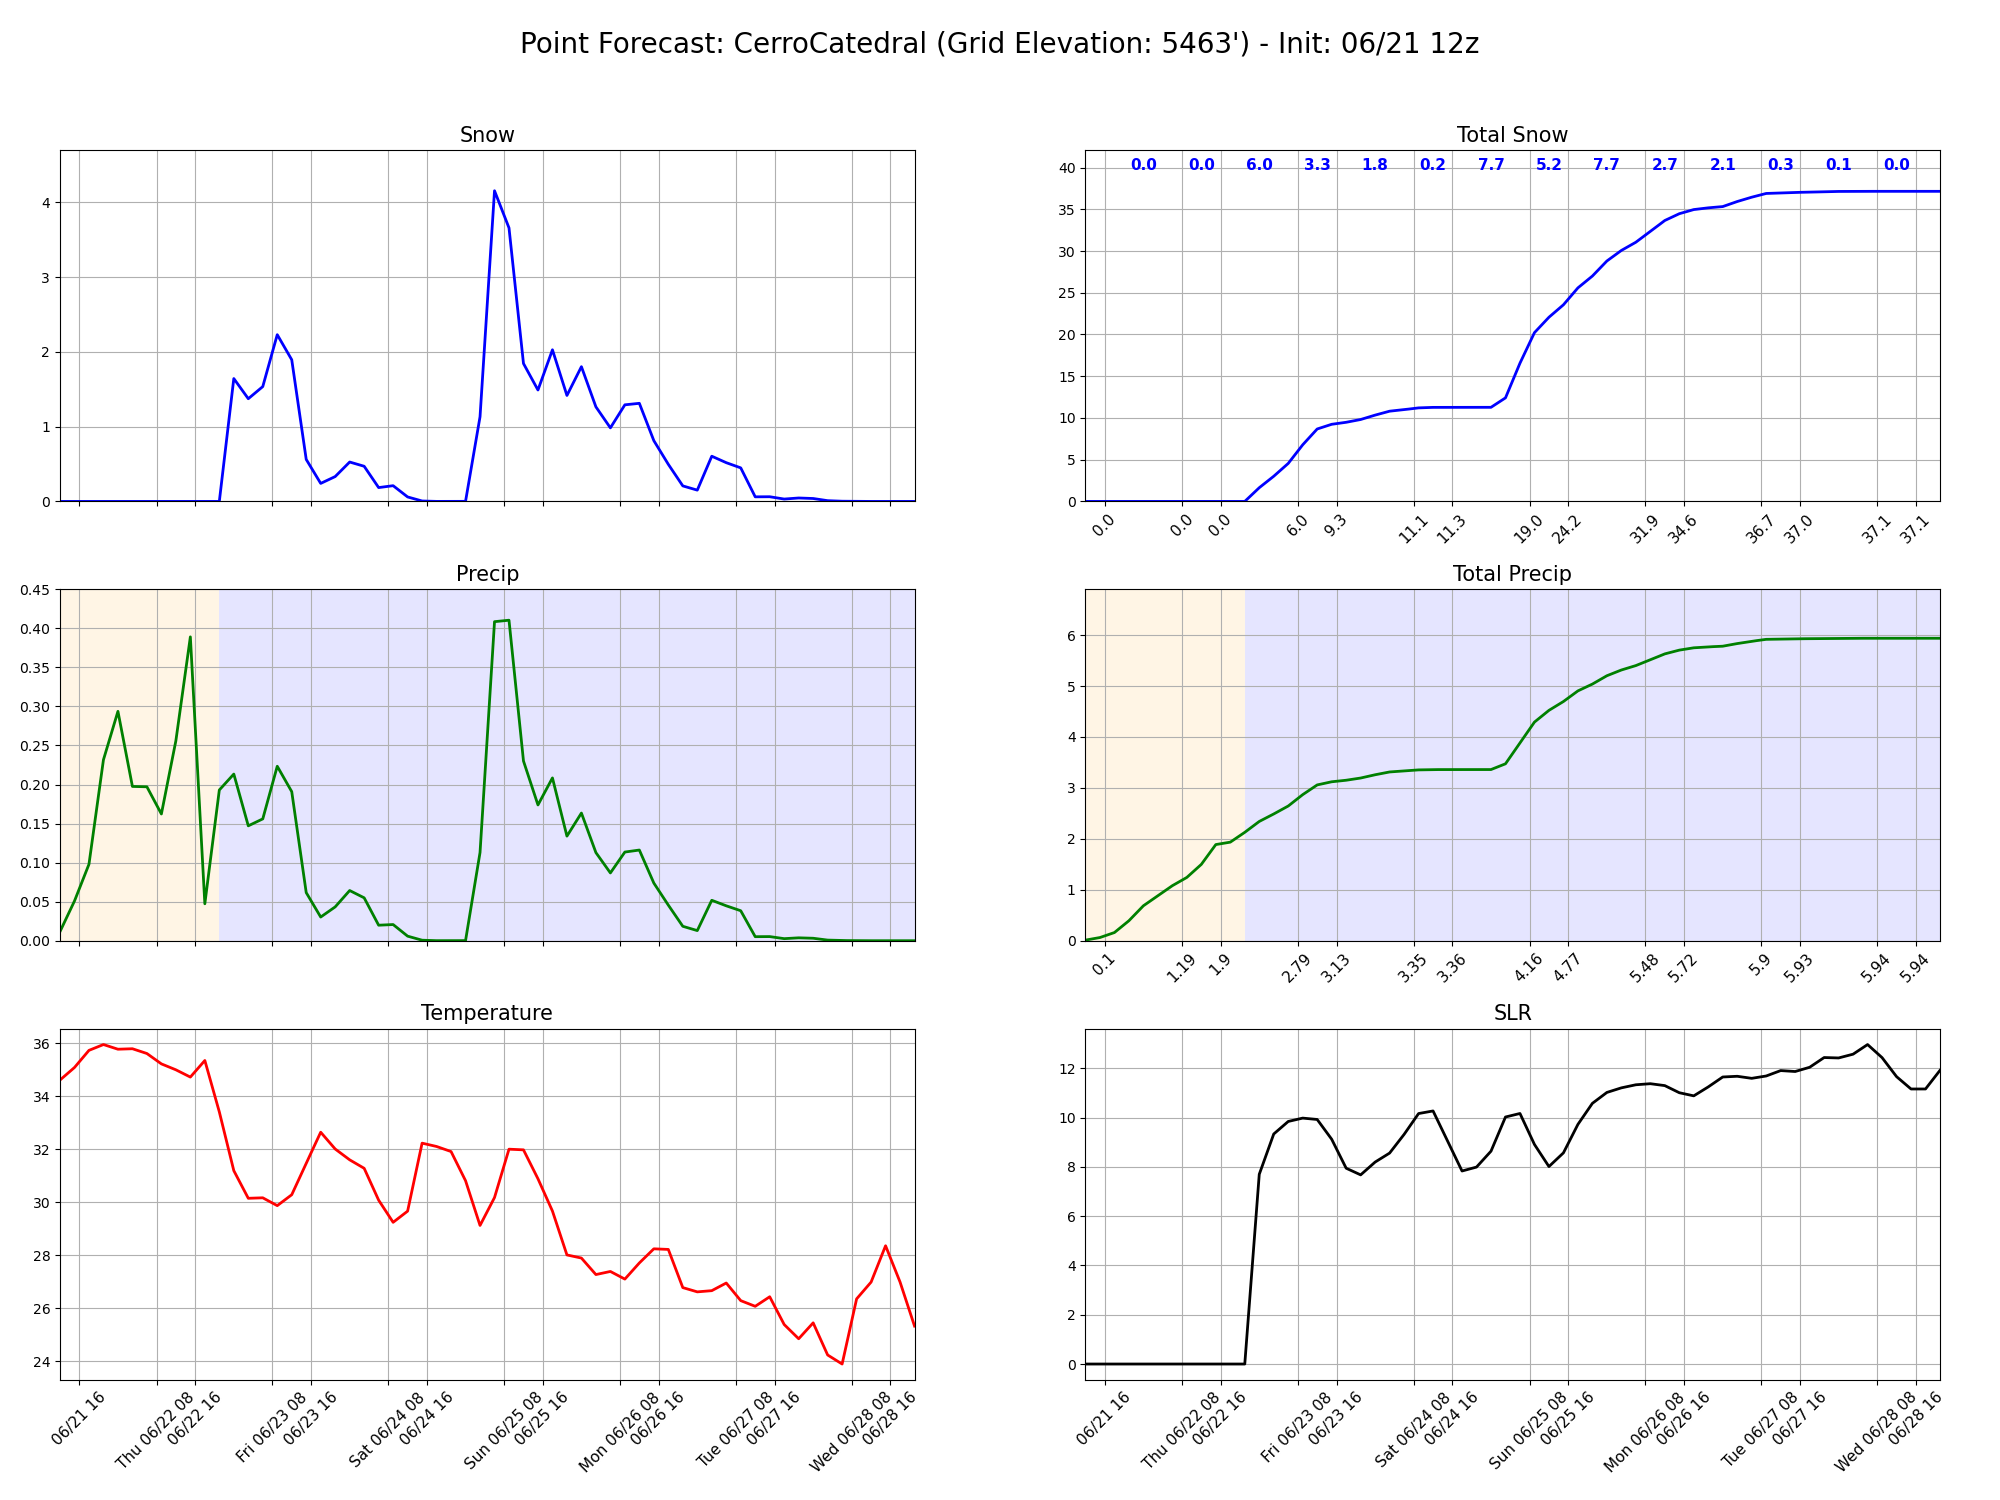 Point Forecast: CerroCatedral (Grid Elevation: 5463') - Init: 06/21 12z
Snow
4
3
2
1
0
Total Snow
0.0 0.0 6.0 3.3 1.8 0.2 7.7 5.2 7.7 2.7 2.1 0.3 0.1 0.0
40
35
30
25
20
15
10
5
0
0.0 0.0 0.0 6.0 9.3 11.1 11.3 19.0 24.2 31.9 34.6 36.7 37.0 37.1 37.1
Precip
0.45
0.40
0.35
0.30
0.25
0.20
0.15
0.10
0.05
0.00
Total Precip
6
5
4
3
2
1
0
0.1 1.19 1.9 2.79 3.13 3.35 3.36 4.16 4.77 5.48 5.72 5.9 5.93 5.94 5.94
Temperature
36
34
32
30
28
26
24
06/21 16
Thu 06/22 08
06/22 16
Fri 06/23 08
06/23 16
Sat 06/24 08
06/24 16
Sun 06/25 08
06/25 16
Mon 06/26 08
06/26 16
Tue 06/27 08
06/27 16
Wed 06/28 08
06/28 16
SLR
12
10
8
6
4
2
0
06/21 16
Thu 06/22 08
06/22 16
Fri 06/23 08
06/23 16
Sat 06/24 08
06/24 16
Sun 06/25 08
06/25 16
Mon 06/26 08
06/26 16
Tue 06/27 08
06/27 16
Wed 06/28 08
06/28 16